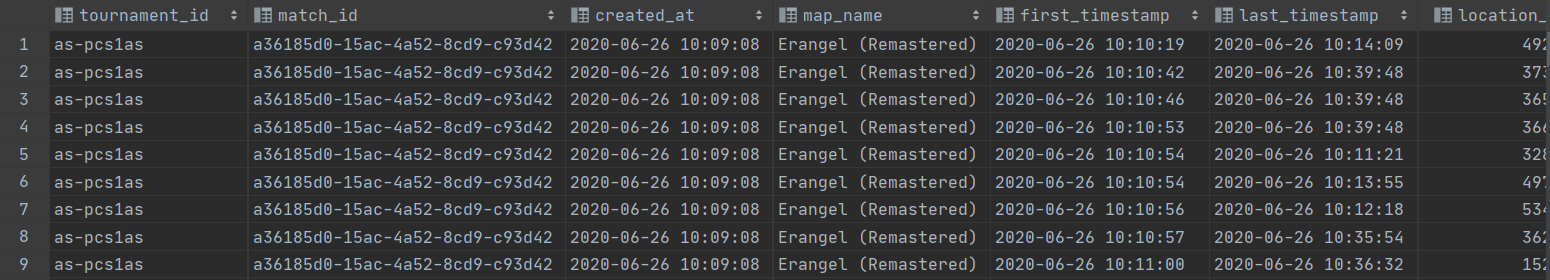 tournament_id match_id created_at map_name first_timestamp last_timestamp location_
1 as-pcs1as a36185d0-15ac-4a52-8cd9-c93d42 2020-06-26 10:09:08 Erangel (Remastered) 2020-06-26 10:10:19 2020-06-26 10:14:09 492
2 as-pcs1as a36185d0-15ac-4a52-8cd9-c93d42 2020-06-26 10:09:08 Erangel (Remastered) 2020-06-26 10:10:42 2020-06-26 10:39:48 373
3 as-pcs1as a36185d0-15ac-4a52-8cd9-c93d42 2020-06-26 10:09:08 Erangel (Remastered) 2020-06-26 10:10:46 2020-06-26 10:39:48 365
4 as-pcs1as a36185d0-15ac-4a52-8cd9-c93d42 2020-06-26 10:09:08 Erangel (Remastered) 2020-06-26 10:10:53 2020-06-26 10:39:48 366
5 as-pcs1as a36185d0-15ac-4a52-8cd9-c93d42 2020-06-26 10:09:08 Erangel (Remastered) 2020-06-26 10:10:54 2020-06-26 10:11:21 328
6 as-pcs1as a36185d0-15ac-4a52-8cd9-c93d42 2020-06-26 10:09:08 Erangel (Remastered) 2020-06-26 10:10:54 2020-06-26 10:13:55 497
7 as-pcs1as a36185d0-15ac-4a52-8cd9-c93d42 2020-06-26 10:09:08 Erangel (Remastered) 2020-06-26 10:10:56 2020-06-26 10:12:18 534
8 as-pcs1as a36185d0-15ac-4a52-8cd9-c93d42 2020-06-26 10:09:08 Erangel (Remastered) 2020-06-26 10:10:57 2020-06-26 10:35:54 362
9 as-pcs1as a36185d0-15ac-4a52-8cd9-c93d42 2020-06-26 10:09:08 Erangel (Remastered) 2020-06-26 10:11:00 2020-06-26 10:36:32 152